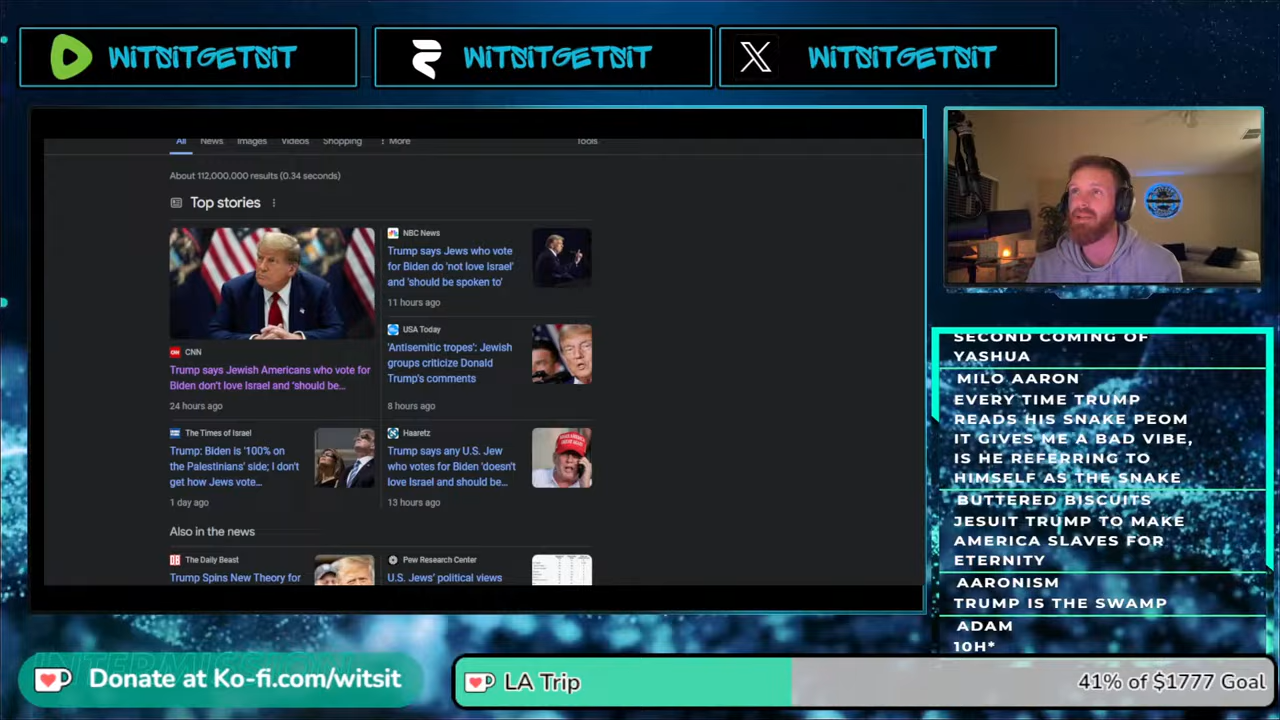 WITSITGETSIT
WITSITGETSIT
WITSITGETSIT
All News Images Videos Shopping More Tools
About 112,000,000 results (0.34 seconds)
Top stories
CNN
Trump says Jewish Americans who vote for
Biden don't love Israel and 'should be...
24 hours ago
NBC News
Trump says Jews who vote
for Biden do 'not love Israel'
and 'should be spoken to'
11 hours ago
USA Today
'Antisemitic tropes': Jewish
groups criticize Donald
Trump's comments
8 hours ago
The Times of Israel
Trump: Biden is '100% on
the Palestinians' side; I don't
get how Jews vote...
1 day ago
Haaretz
Trump says any U.S. Jew
who votes for Biden 'doesn't
love Israel and should be...
13 hours ago
Also in the news
The Daily Beast
Trump Spins New Theory for
Pew Research Center
U.S. Jews' political views
SECOND COMING OF
YASHUA
MILO AARON
EVERY TIME TRUMP
READS HIS SNAKE PEOM
IT GIVES ME A BAD VIBE,
IS HE REFERRING TO
HIMSELF AS THE SNAKE
BUTTERED BISCUITS
JESUIT TRUMP TO MAKE
AMERICA SLAVES FOR
ETERNITY
AARONISM
TRUMP IS THE SWAMP
ADAM
10H*
Donate at Ko-fi.com/witsit
LA Trip
41% of $1777 Goal